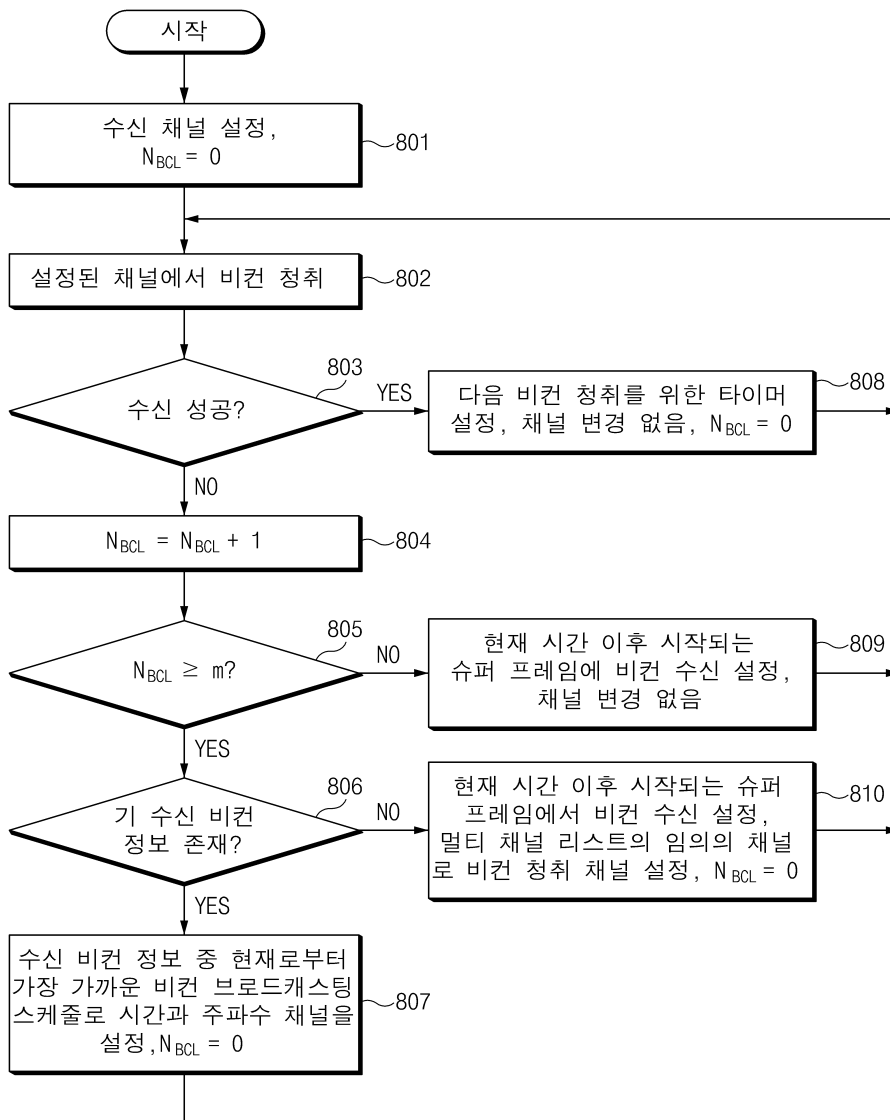 시작
수신 채널 설정,
N_BCL = 0
801
설정된 채널에서 비컨 청취
802
수신 성공?
803
YES
다음 비컨 청취를 위한 타이머
설정, 채널 변경 없음, N_BCL = 0
808
NO
N_BCL = N_BCL + 1
804
N_BCL ≥ m?
805
NO
현재 시간 이후 시작되는
슈퍼 프레임에 비컨 수신 설정,
채널 변경 없음
809
YES
기 수신 비컨
정보 존재?
806
NO
현재 시간 이후 시작되는 슈퍼
프레임에서 비컨 수신 설정,
멀티 채널 리스트의 임의의 채널
로 비컨 청취 채널 설정, N_BCL = 0
810
YES
수신 비컨 정보 중 현재로부터
가장 가까운 비컨 브로드캐스팅
스케줄로 시간과 주파수 채널을
설정,N_BCL = 0
807